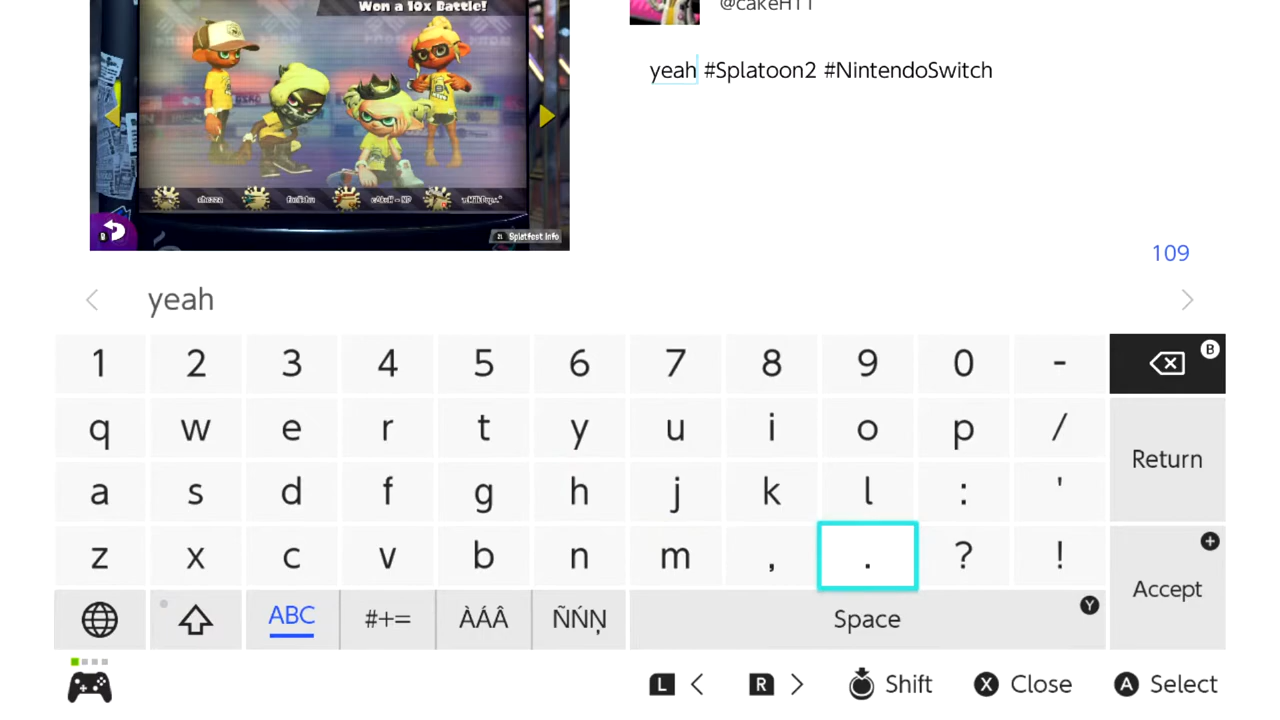 Won a 10x Battle!
@cakeH11
yeah #Splatoon2 #NintendoSwitch
shezza
Splatfest Info
109
yeah
1 2 3 4 5 6 7 8 9 0 - B
q w e r t y u i o p /
Return
a s d f g h j k l : '
z x c v b n m , . ? ! +
Accept
ABC #+= ÀÁÂ ÑŃŅ Space Y
L < R > Shift X Close A Select